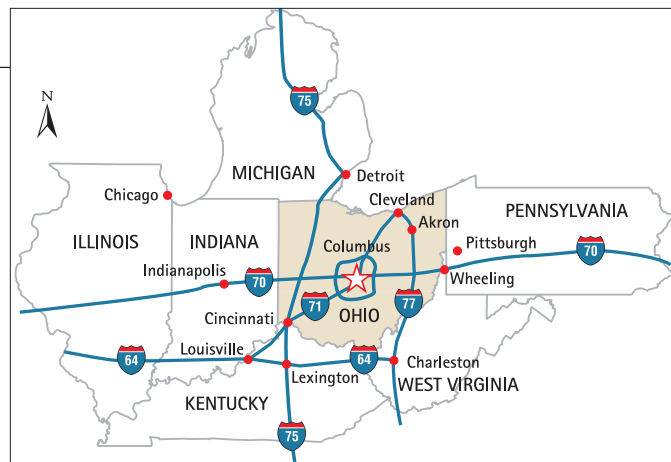 N
75
MICHIGAN
Detroit
Chicago
Cleveland
PENNSYLVANIA
Akron
ILLINOIS
INDIANA
Columbus
Pittsburgh
70
Indianapolis
70
Wheeling
71
77
Cincinnati
OHIO
Louisville
64
64
Charleston
Lexington
WEST VIRGINIA
KENTUCKY
75